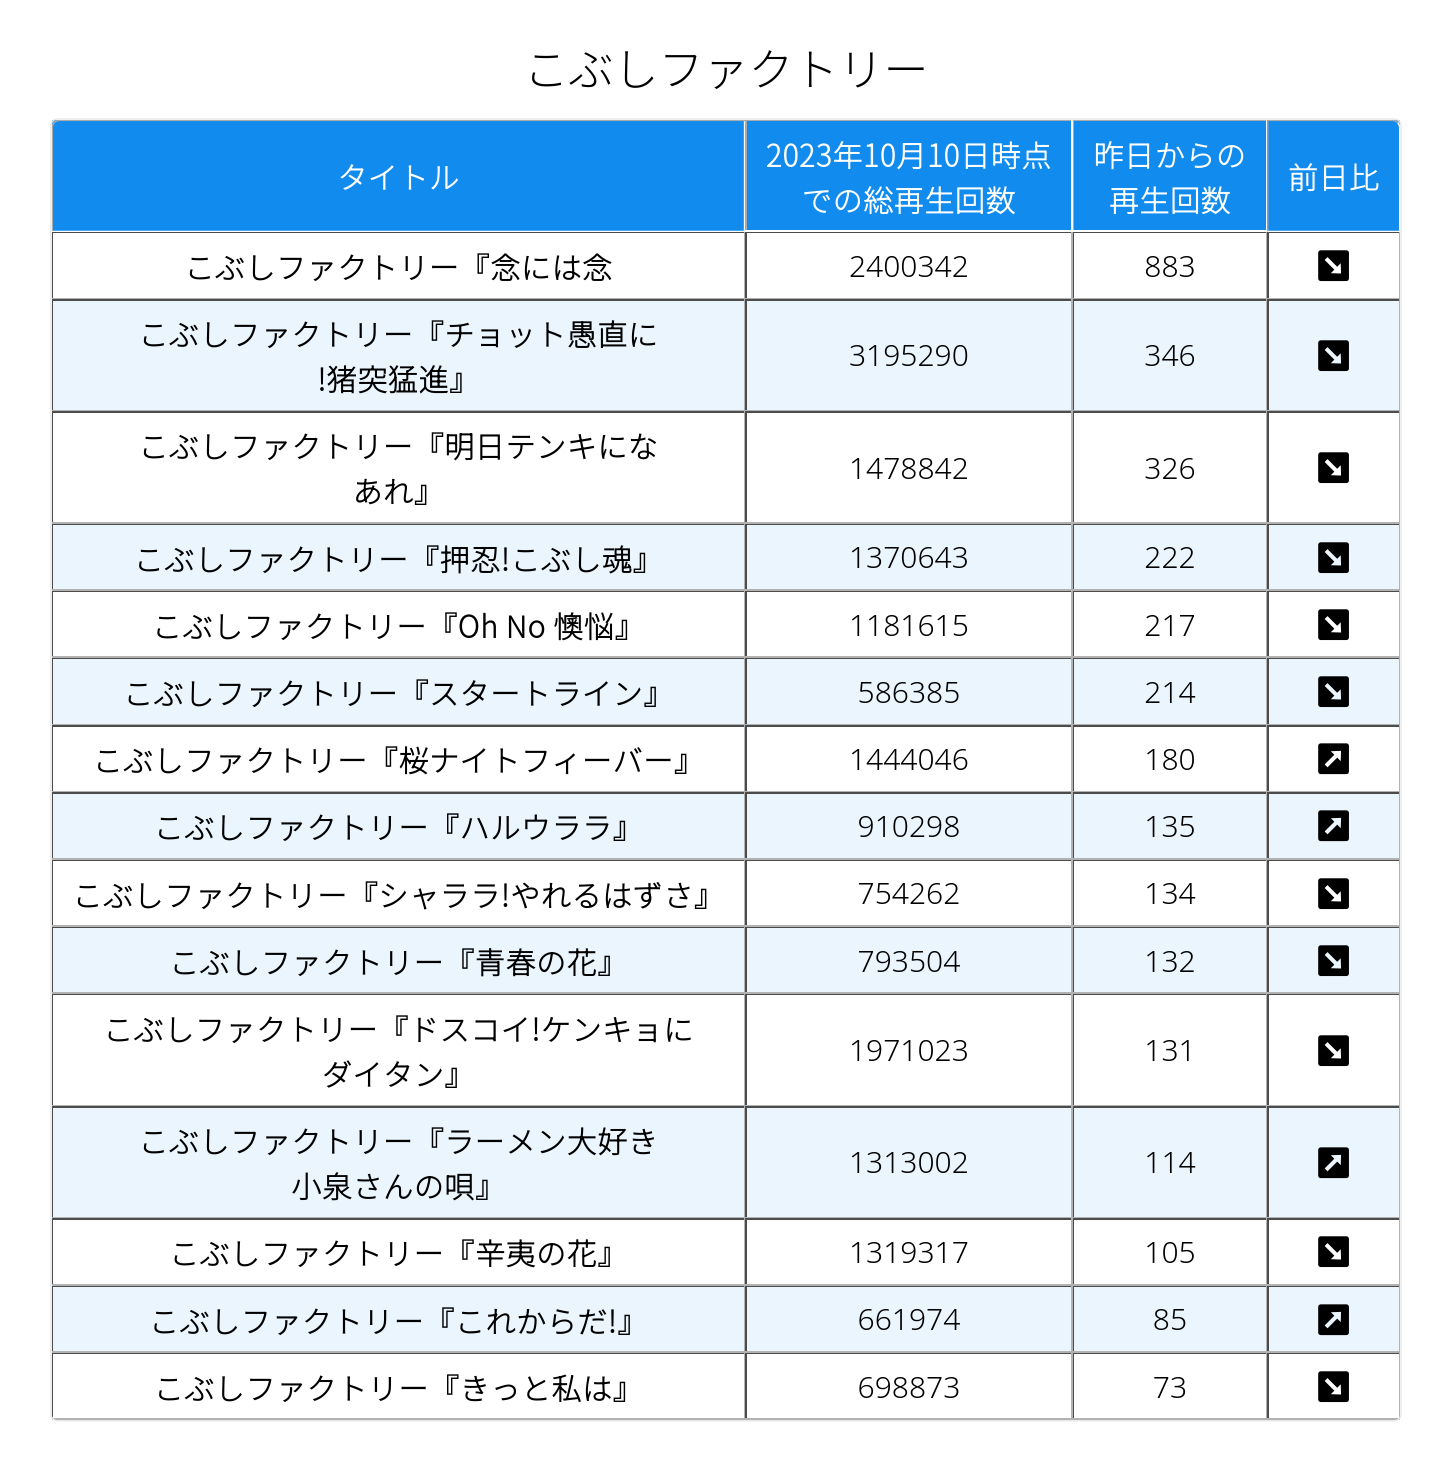 こぶしファクトリー
タイトル
2023年10月10日時点
での総再生回数
昨日からの
再生回数
前日比
こぶしファクトリー『念には念 2400342 883
こぶしファクトリー『チョット愚直に
!猪突猛進』 3195290 346
こぶしファクトリー『明日テンキにな
あれ』 1478842 326
こぶしファクトリー『押忍!こぶし魂』 1370643 222
こぶしファクトリー『Oh No 懊悩』 1181615 217
こぶしファクトリー『スタートライン』 586385 214
こぶしファクトリー『桜ナイトフィーバー』 1444046 180
こぶしファクトリー『ハルウララ』 910298 135
こぶしファクトリー『シャララ!やれるはずさ』 754262 134
こぶしファクトリー『青春の花』 793504 132
こぶしファクトリー『ドスコイ!ケンキョに
ダイタン』 1971023 131
こぶしファクトリー『ラーメン大好き
小泉さんの唄』 1313002 114
こぶしファクトリー『辛夷の花』 1319317 105
こぶしファクトリー『これからだ!』 661974 85
こぶしファクトリー『きっと私は』 698873 73